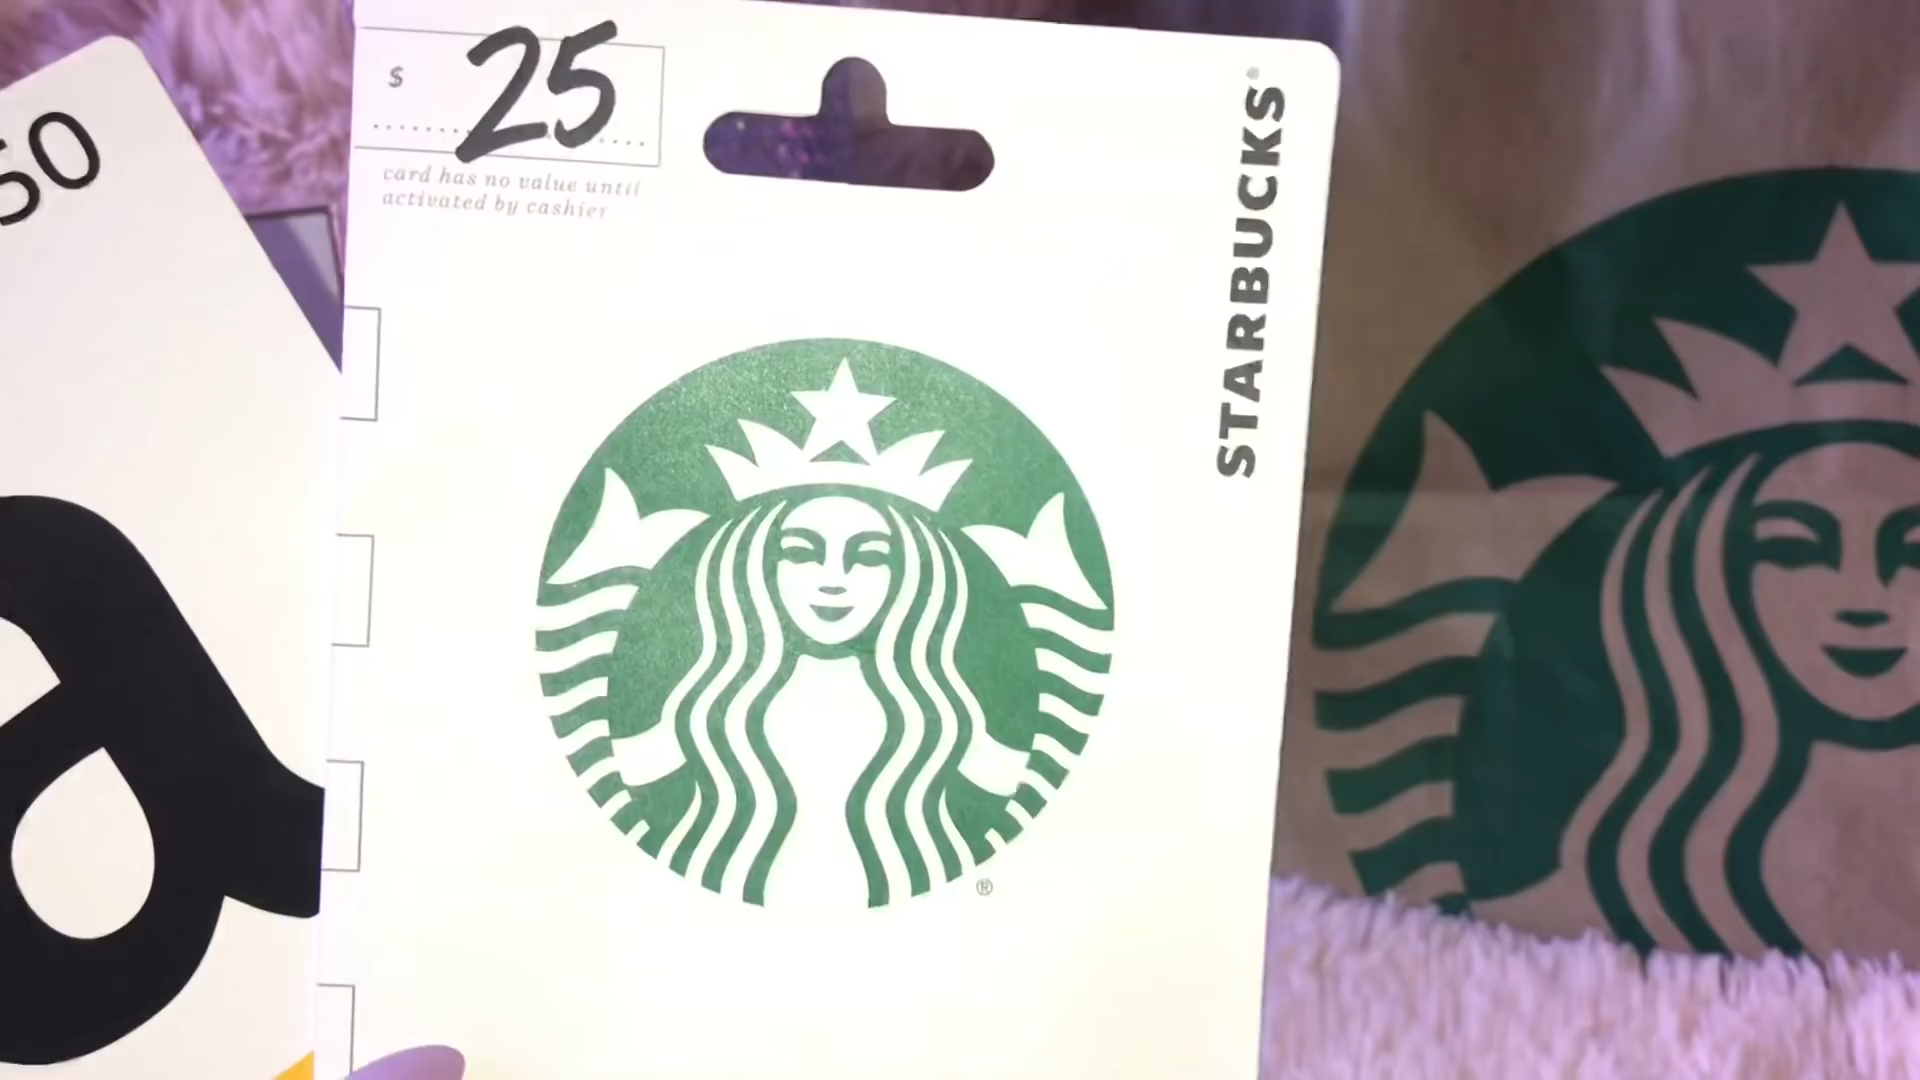 50
$ 25
card has no value until
activated by cashier
STARBUCKS®
a
®